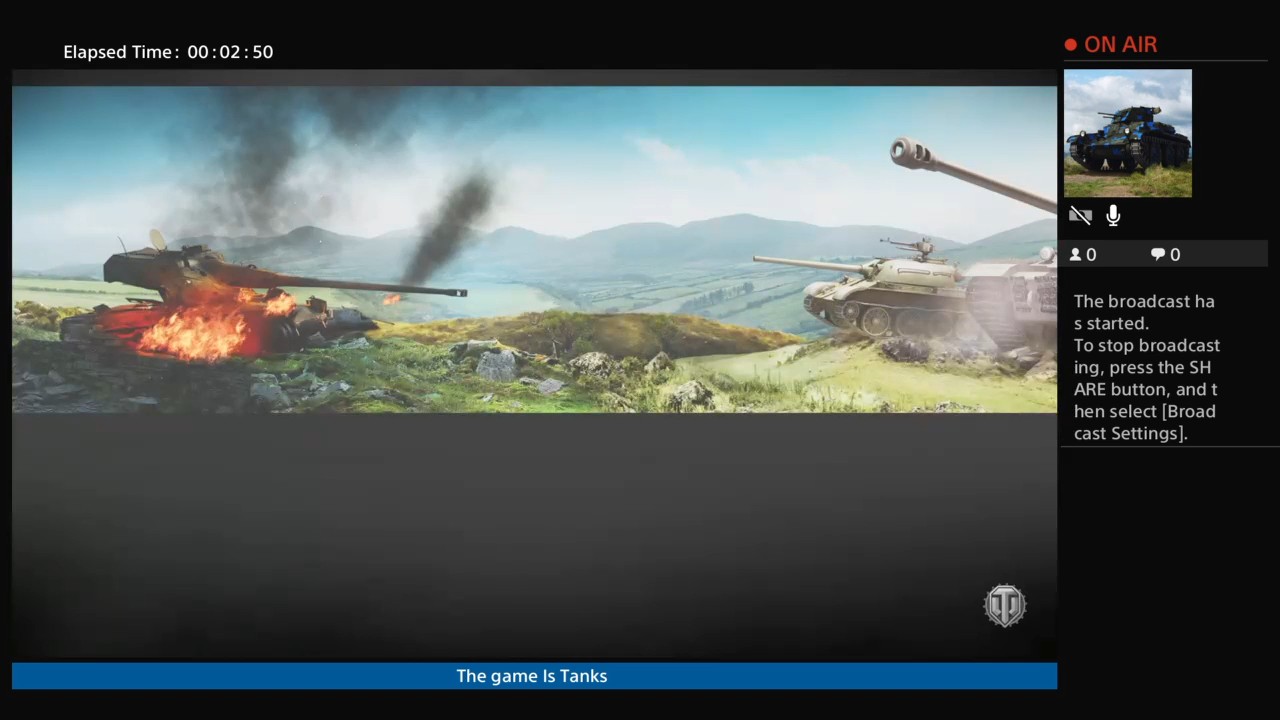 Elapsed Time: 00:02:50
ON AIR
0
0
The broadcast ha
s started.
To stop broadcast
ing, press the SH
ARE button, and t
hen select [Broad
cast Settings].
The game Is Tanks